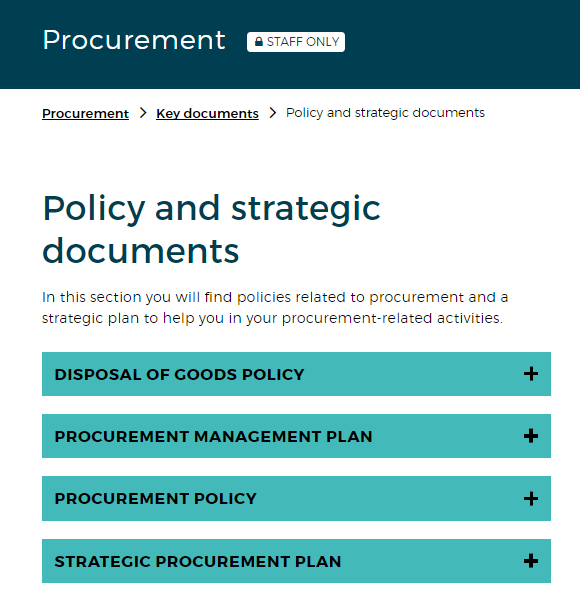 Procurement STAFF ONLY
Procurement > Key documents > Policy and strategic documents
Policy and strategic
documents
In this section you will find policies related to procurement and a
strategic plan to help you in your procurement-related activities.
DISPOSAL OF GOODS POLICY +
PROCUREMENT MANAGEMENT PLAN +
PROCUREMENT POLICY +
STRATEGIC PROCUREMENT PLAN +